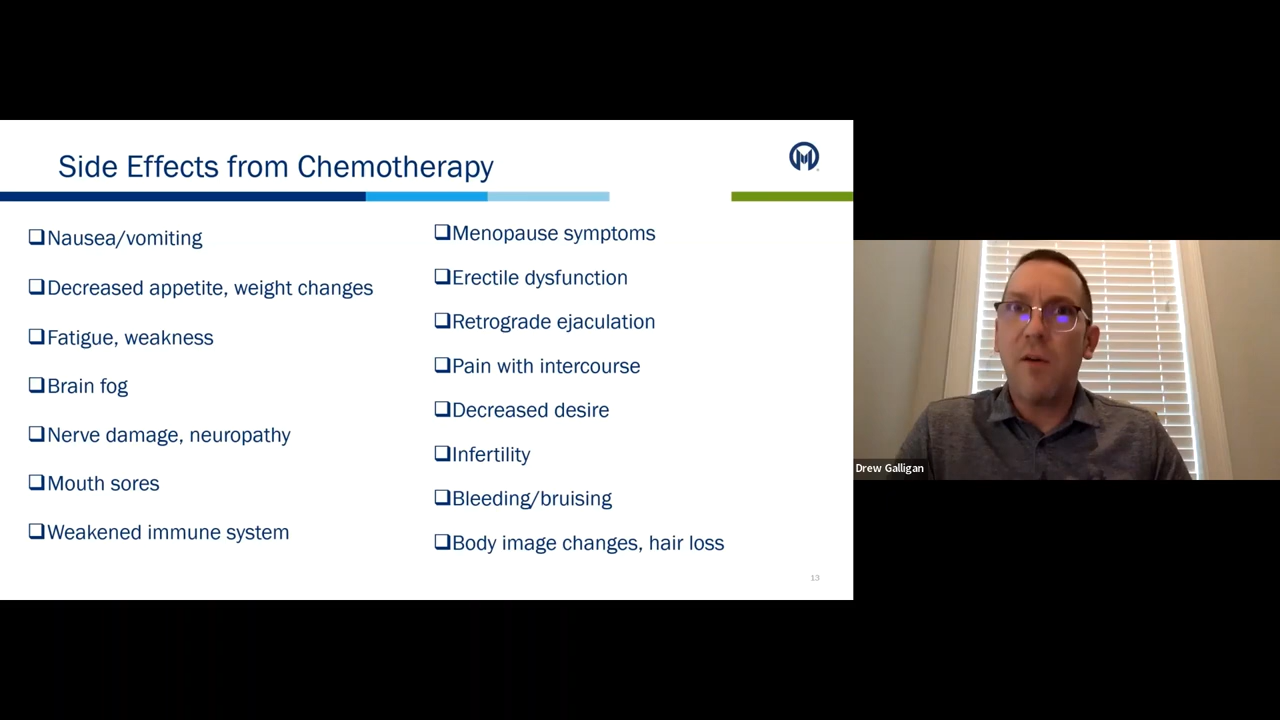 Side Effects from Chemotherapy
Nausea/vomiting
Decreased appetite, weight changes
Fatigue, weakness
Brain fog
Nerve damage, neuropathy
Mouth sores
Weakened immune system
Menopause symptoms
Erectile dysfunction
Retrograde ejaculation
Pain with intercourse
Decreased desire
Infertility
Bleeding/bruising
Body image changes, hair loss
13
Drew Galligan